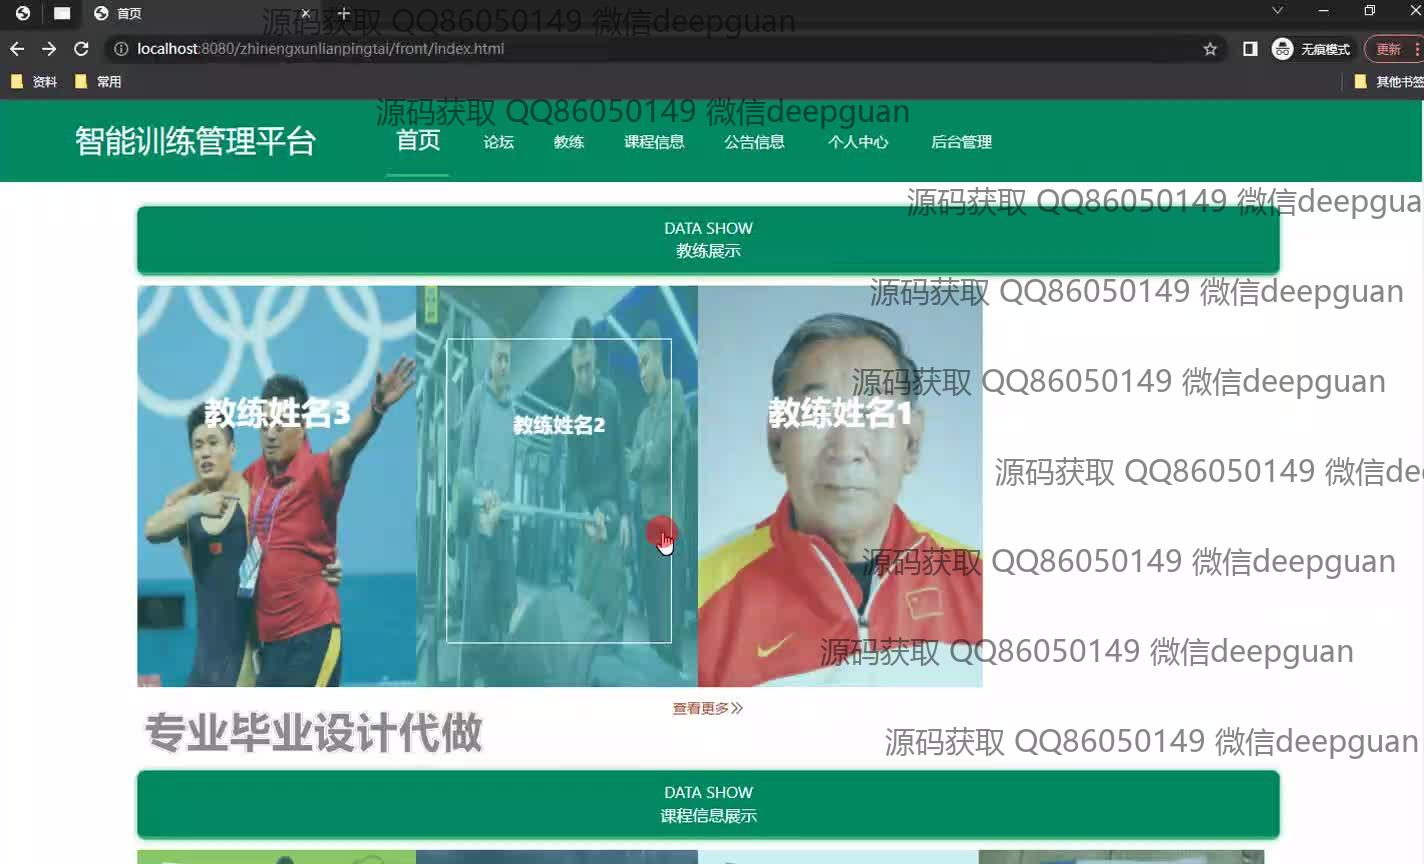 首页
源码获取 QQ86050149 微信deepguan
localhost:8080/zhinengxunlianpingtai/front/index.html
无痕模式
更新
资料
常用
其他书签
源码获取 QQ86050149 微信deepguan
智能训练管理平台
首页
论坛
教练
课程信息
公告信息
个人中心
后台管理
源码获取 QQ86050149 微信deepgua
DATA SHOW
教练展示
源码获取 QQ86050149 微信deepguan
源码获取 QQ86050149 微信deepguan
教练姓名3
教练姓名2
教练姓名1
源码获取 QQ86050149 微信dee
源码获取 QQ86050149 微信deepguan
源码获取 QQ86050149 微信deepguan
查看更多
专业毕业设计代做
源码获取 QQ86050149 微信deepguan
DATA SHOW
课程信息展示